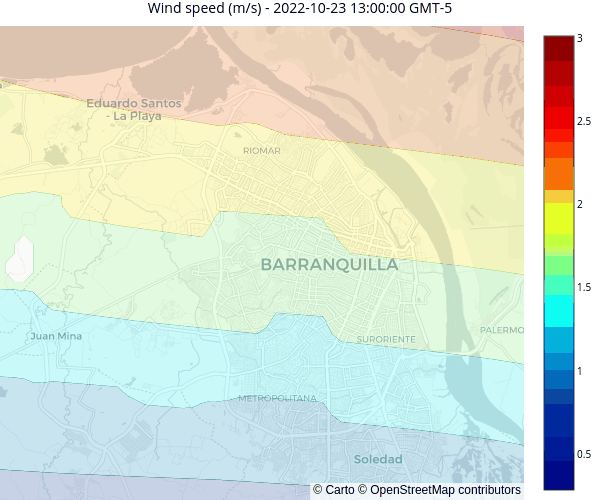 Wind speed (m/s) - 2022-10-23 13:00:00 GMT-5
3
2.5
2
1.5
1
0.5
Eduardo Santos
- La Playa
RIOMAR
BARRANQUILLA
PALERMO
Juan Mina
SURORIENTE
METROPOLITANA
Soledad
© Carto © OpenStreetMap contributors